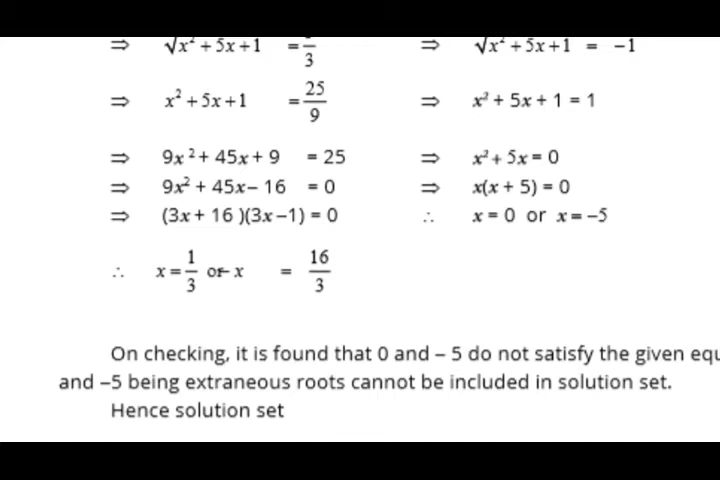 ⇒ √x² + 5x + 1 = 5/3 ⇒ √x² + 5x + 1 = −1
⇒ x² + 5x + 1 = 25/9 ⇒ x² + 5x + 1 = 1
⇒ 9x² + 45x + 9 = 25 ⇒ x² + 5x = 0
⇒ 9x² + 45x − 16 = 0 ⇒ x(x + 5) = 0
⇒ (3x + 16 )(3x −1) = 0 ∴ x = 0 or x = −5
∴ x = 1/3 or x = 16/3
On checking, it is found that 0 and − 5 do not satisfy the given equ
and −5 being extraneous roots cannot be included in solution set.
Hence solution set